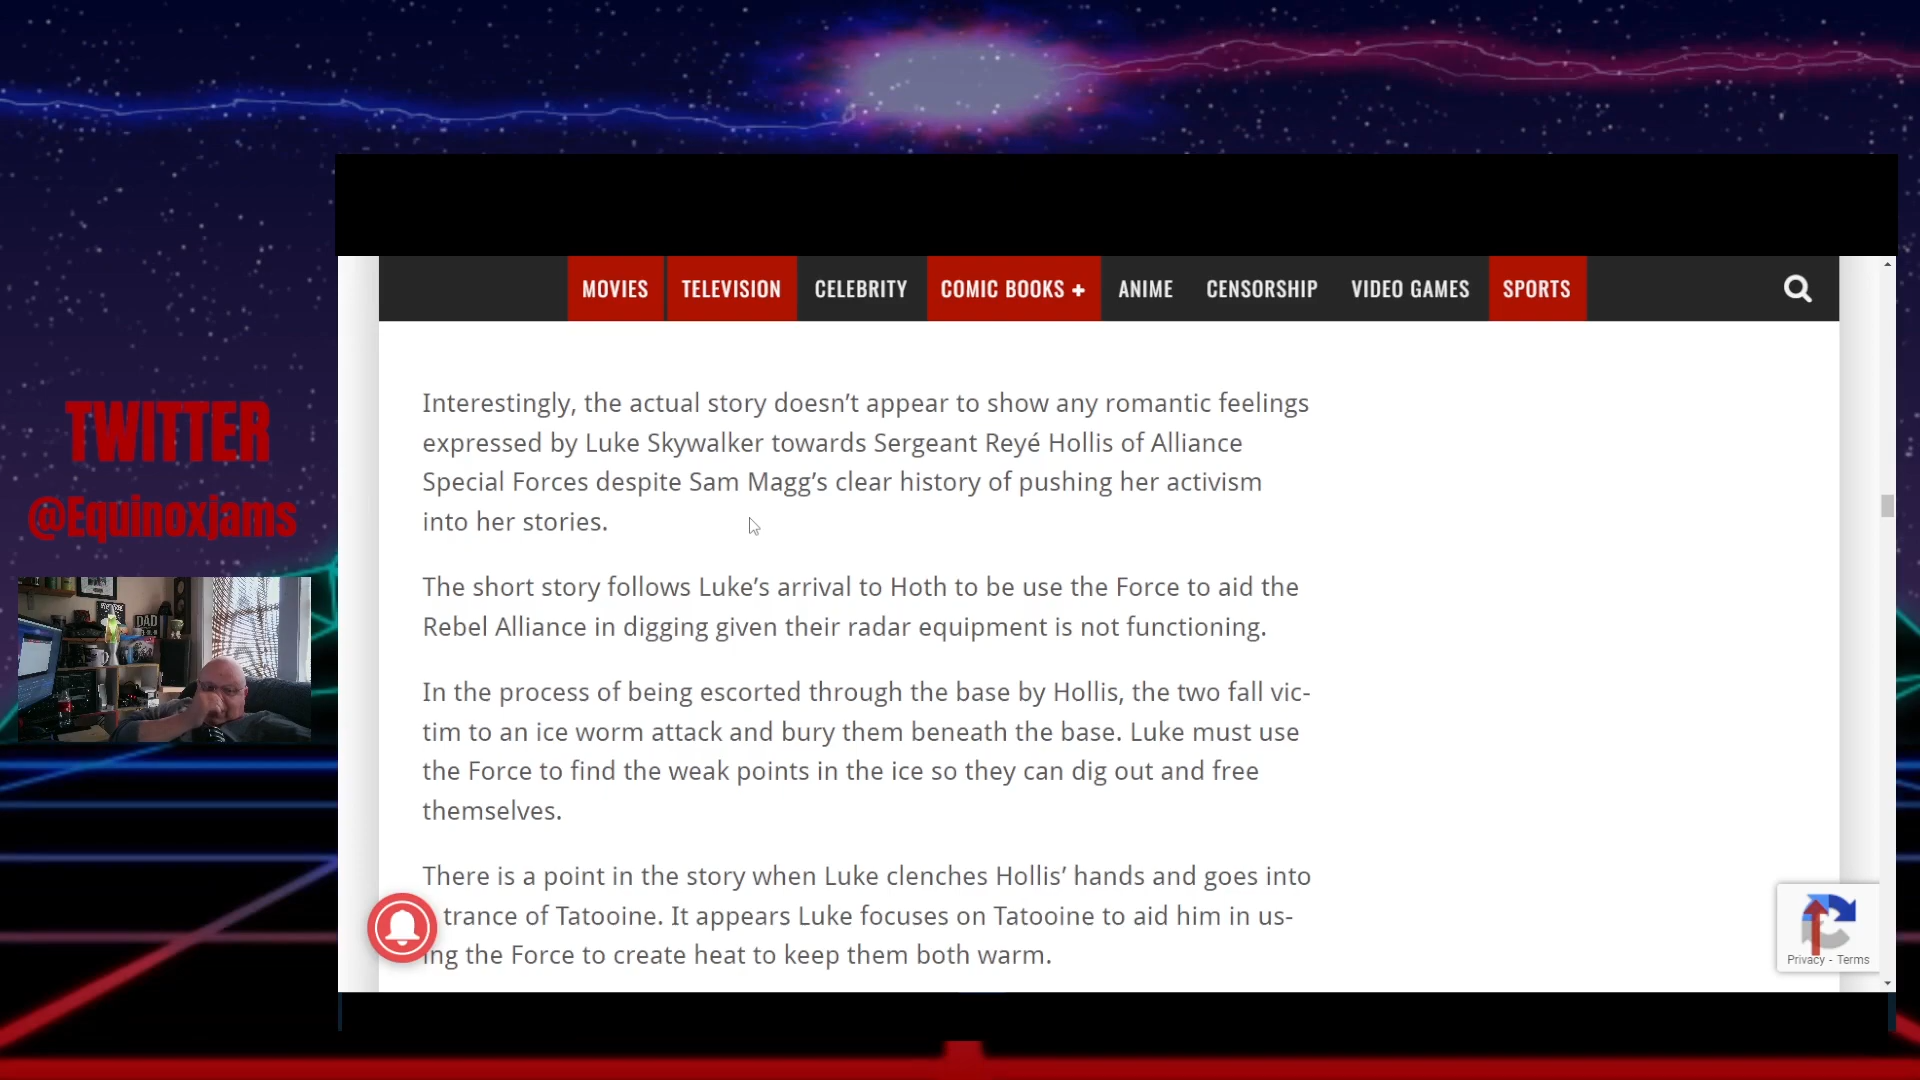 MOVIES TELEVISION CELEBRITY COMIC BOOKS + ANIME CENSORSHIP VIDEO GAMES SPORTS
Interestingly, the actual story doesn't appear to show any romantic feelings
expressed by Luke Skywalker towards Sergeant Reyé Hollis of Alliance
Special Forces despite Sam Magg's clear history of pushing her activism
into her stories.
The short story follows Luke's arrival to Hoth to be use the Force to aid the
Rebel Alliance in digging given their radar equipment is not functioning.
In the process of being escorted through the base by Hollis, the two fall vic-
tim to an ice worm attack and bury them beneath the base. Luke must use
the Force to find the weak points in the ice so they can dig out and free
themselves.
There is a point in the story when Luke clenches Hollis' hands and goes into
trance of Tatooine. It appears Luke focuses on Tatooine to aid him in us-
ing the Force to create heat to keep them both warm.
TWITTER
@Equinoxjams
DAD
Privacy - Terms